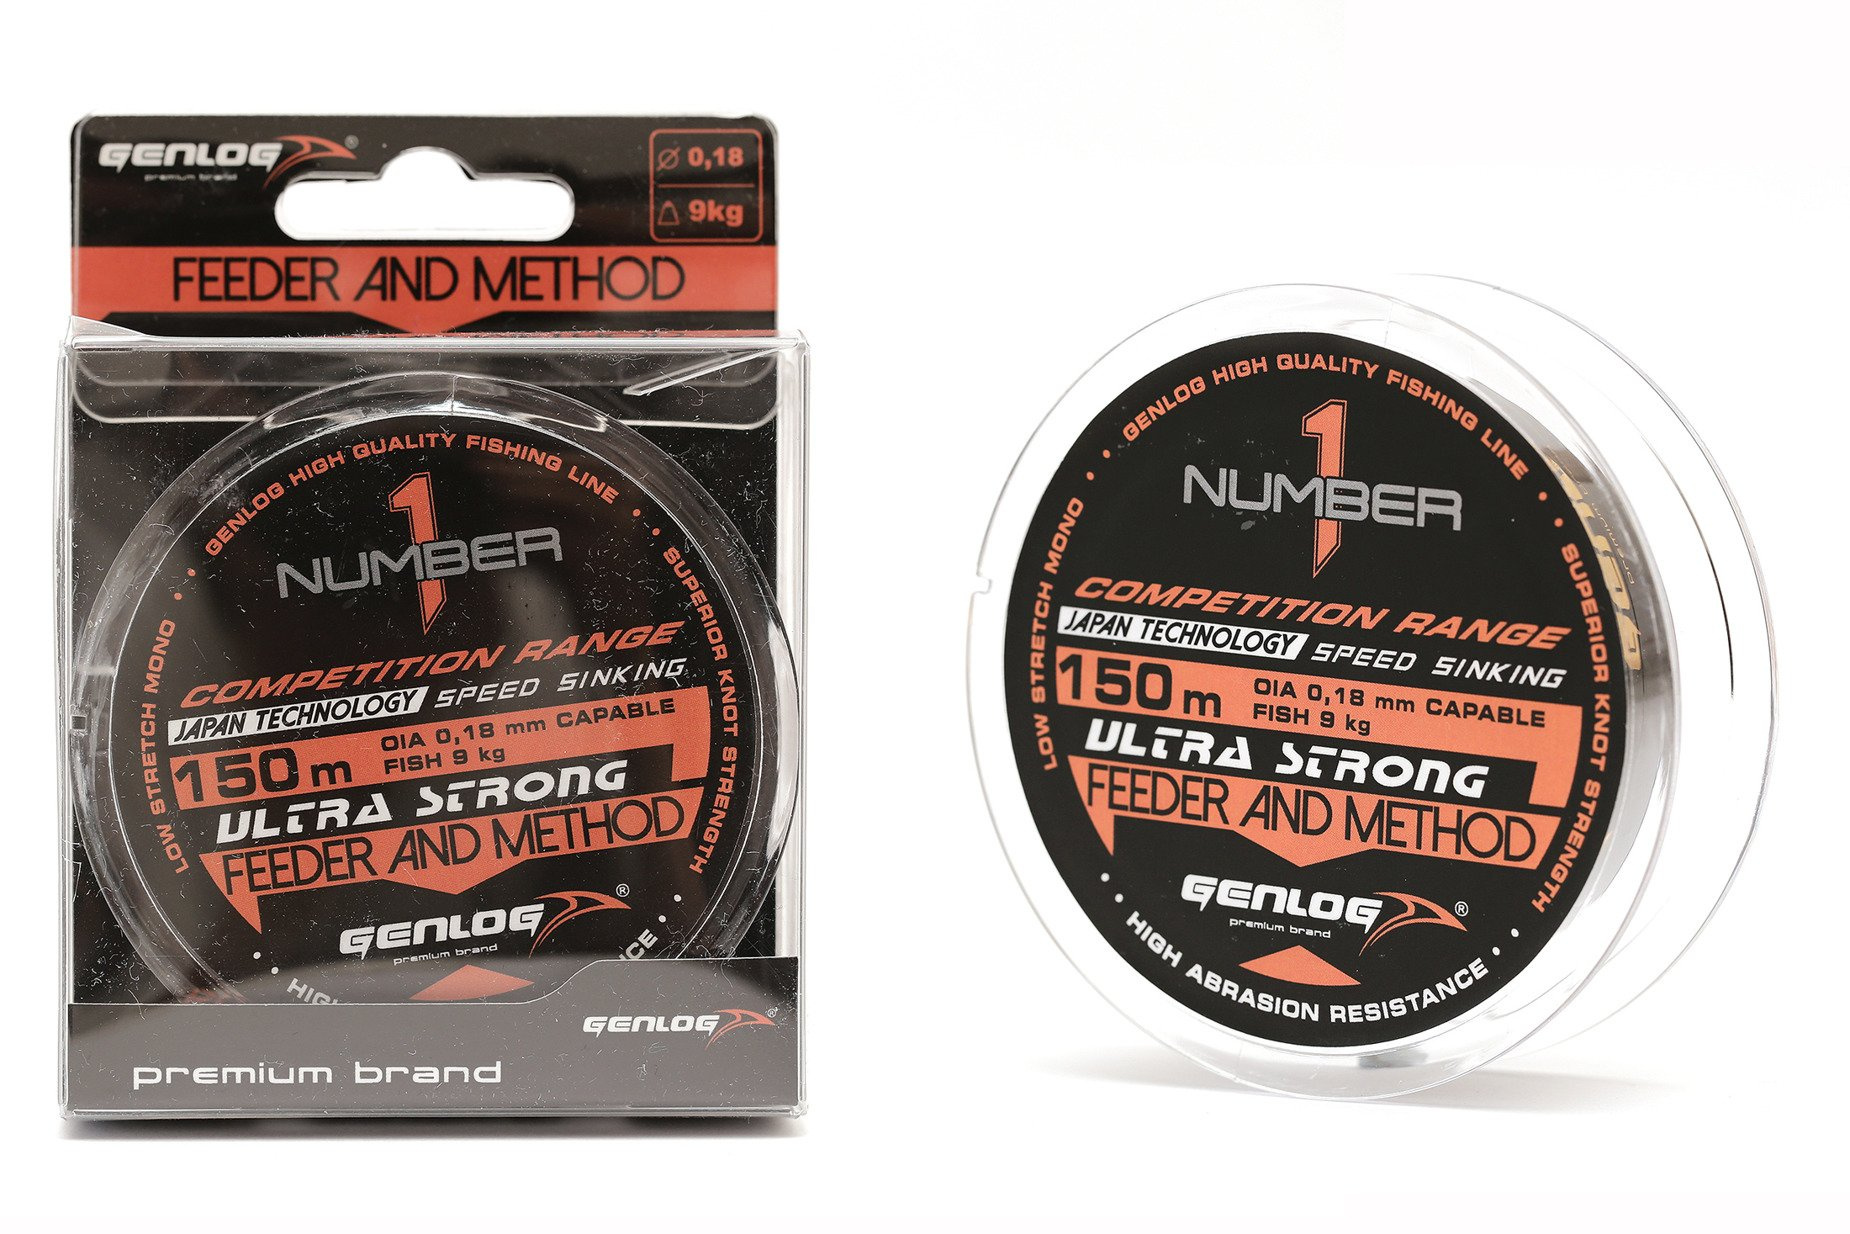 GENLOG ®
premium brand
Ø 0,18
9kg
FEEDER AND METHOD
GENLOG HIGH QUALITY FISHING LINE
1
NUMBER
LOW STRETCH MONO
SUPERIOR KNOT STRENGTH
COMPETITION RANGE
JAPAN TECHNOLOGY SPEED SINKING
150m OIA 0,18 mm CAPABLE
FISH 9 kg
ULTRA STRONG
FEEDER AND METHOD
GENLOG ®
premium brand
GENLOG ®
premium brand
GENLOG HIGH QUALITY FISHING LINE
1
NUMBER
LOW STRETCH MONO
SUPERIOR KNOT STRENGTH
COMPETITION RANGE
JAPAN TECHNOLOGY SPEED SINKING
150m OIA 0,18 mm CAPABLE
FISH 9 kg
ULTRA STRONG
FEEDER AND METHOD
GENLOG ®
premium brand
HIGH ABRASION RESISTANCE